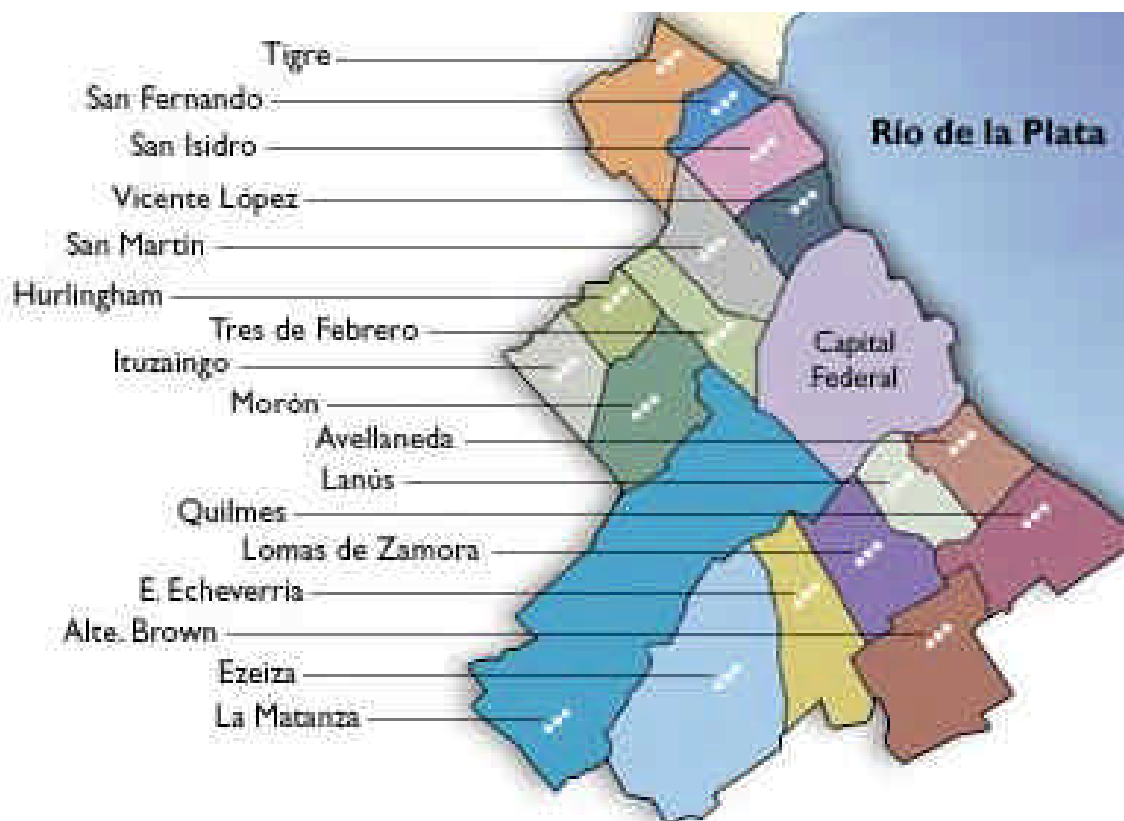 Tigre
San Fernando
Río de la Plata
San Isidro
Vicente López
San Martín
Hurlingham
Tres de Febrero
Capital
Federal
Ituzaingo
Morón
Avellaneda
Lanús
Quilmes
Lomas de Zamora
E. Echeverría
Alte. Brown
Ezeiza
La Matanza